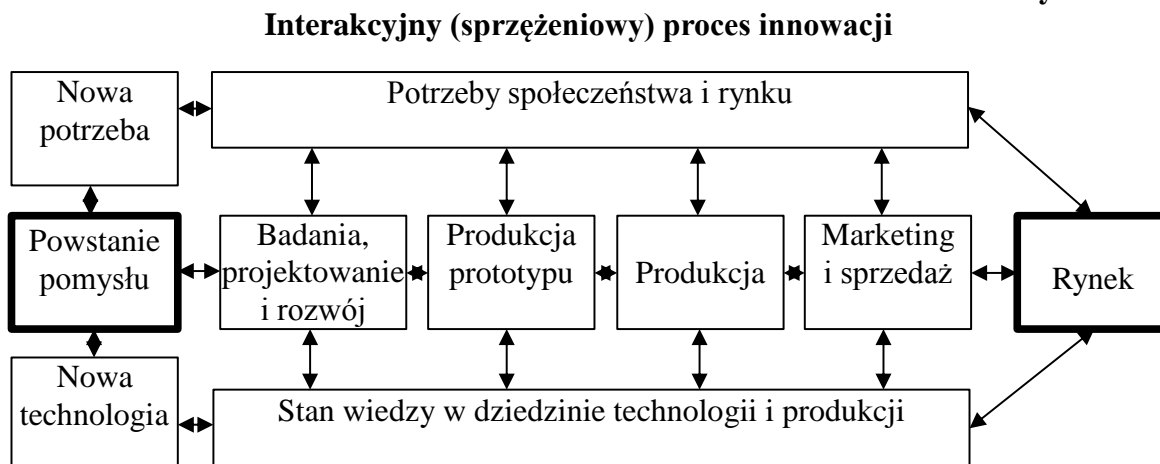 Interakcyjny (sprzężeniowy) proces innowacji
Nowa
potrzeba
Potrzeby społeczeństwa i rynku
Powstanie
pomysłu
Badania,
projektowanie
i rozwój
Produkcja
prototypu
Produkcja
Marketing
i sprzedaż
Rynek
Nowa
technologia
Stan wiedzy w dziedzinie technologii i produkcji